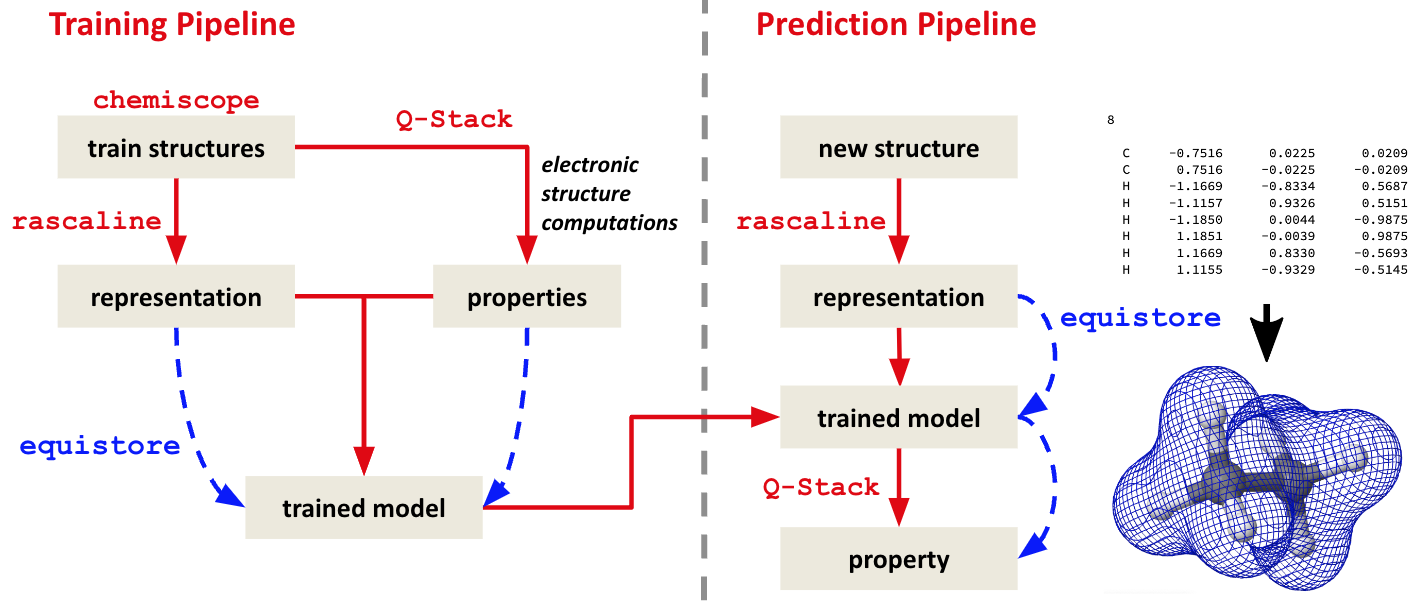 Training Pipeline
chemiscope
train structures
Q-Stack
electronic
structure
computations
rascaline
representation
properties
equistore
trained model
Prediction Pipeline
new structure
rascaline
representation
equistore
trained model
Q-Stack
property
8
C −0.7516 0.0225 0.0209
C 0.7516 −0.0225 −0.0209
H −1.1669 −0.8334 0.5687
H −1.1157 0.9326 0.5151
H −1.1850 0.0044 −0.9875
H 1.1851 −0.0039 0.9875
H 1.1669 0.8330 −0.5693
H 1.1155 −0.9329 −0.5145